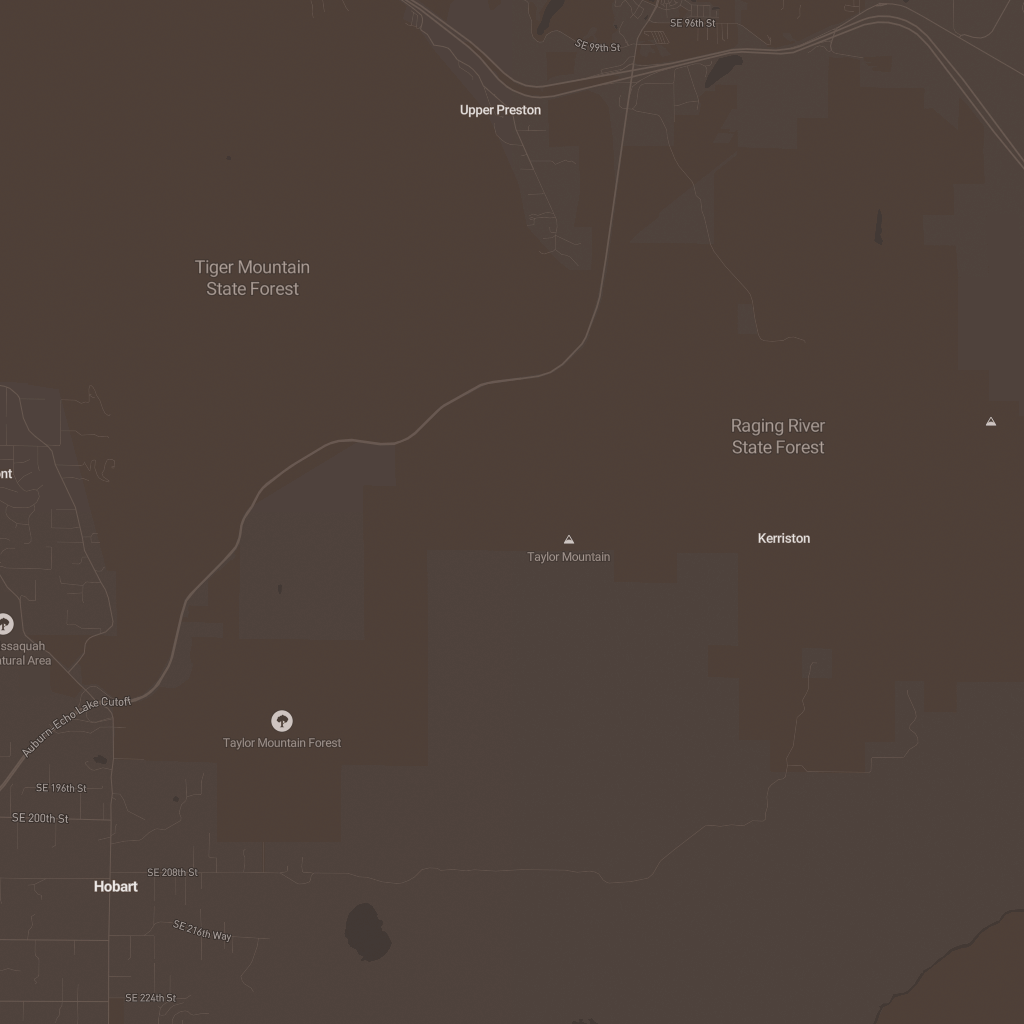 SE 96th St
SE 99th St
Upper Preston
Tiger Mountain
State Forest
Raging River
State Forest
nt
Kerriston
Taylor Mountain
ssaquah
tural Area
Auburn-Echo Lake Cutoff
Taylor Mountain Forest
SE 196th St
SE 200th St
SE 208th St
Hobart
SE 216th Way
SE 224th St